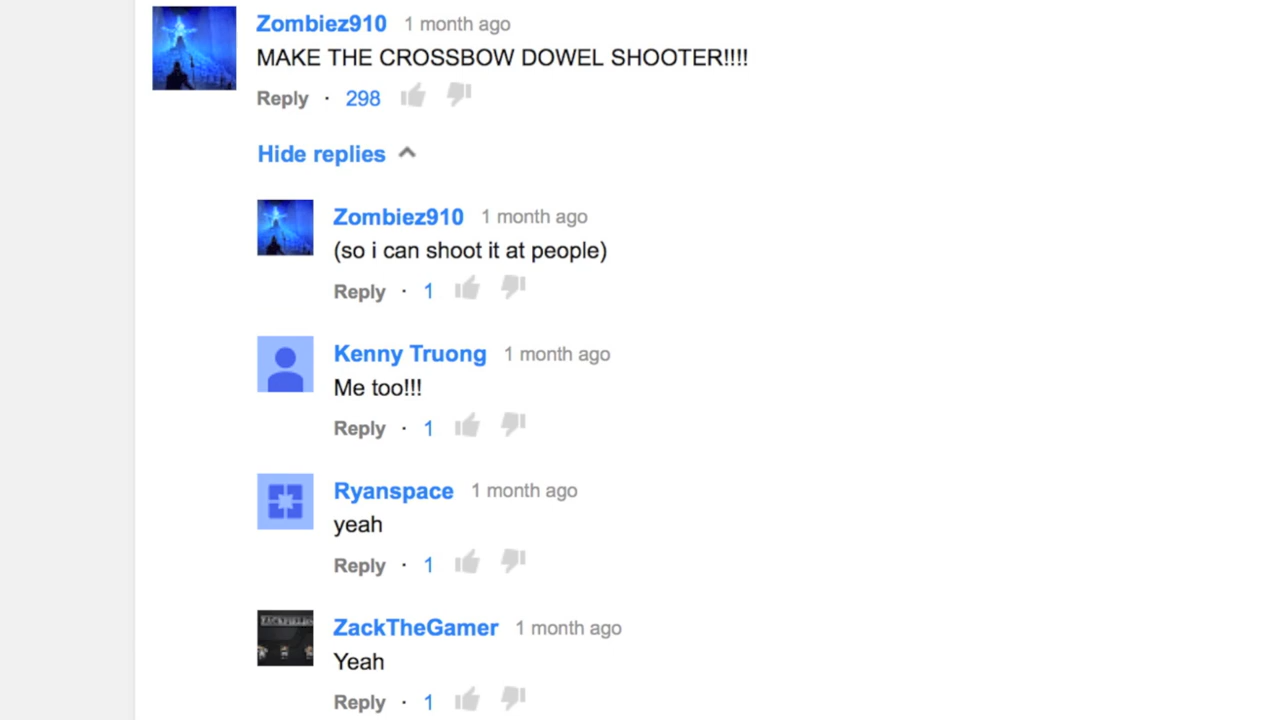 Zombiez910 1 month ago
MAKE THE CROSSBOW DOWEL SHOOTER!!!!
Reply · 298
Hide replies
Zombiez910 1 month ago
(so i can shoot it at people)
Reply · 1
Kenny Truong 1 month ago
Me too!!!
Reply · 1
Ryanspace 1 month ago
yeah
Reply · 1
ZackTheGamer 1 month ago
Yeah
Reply · 1